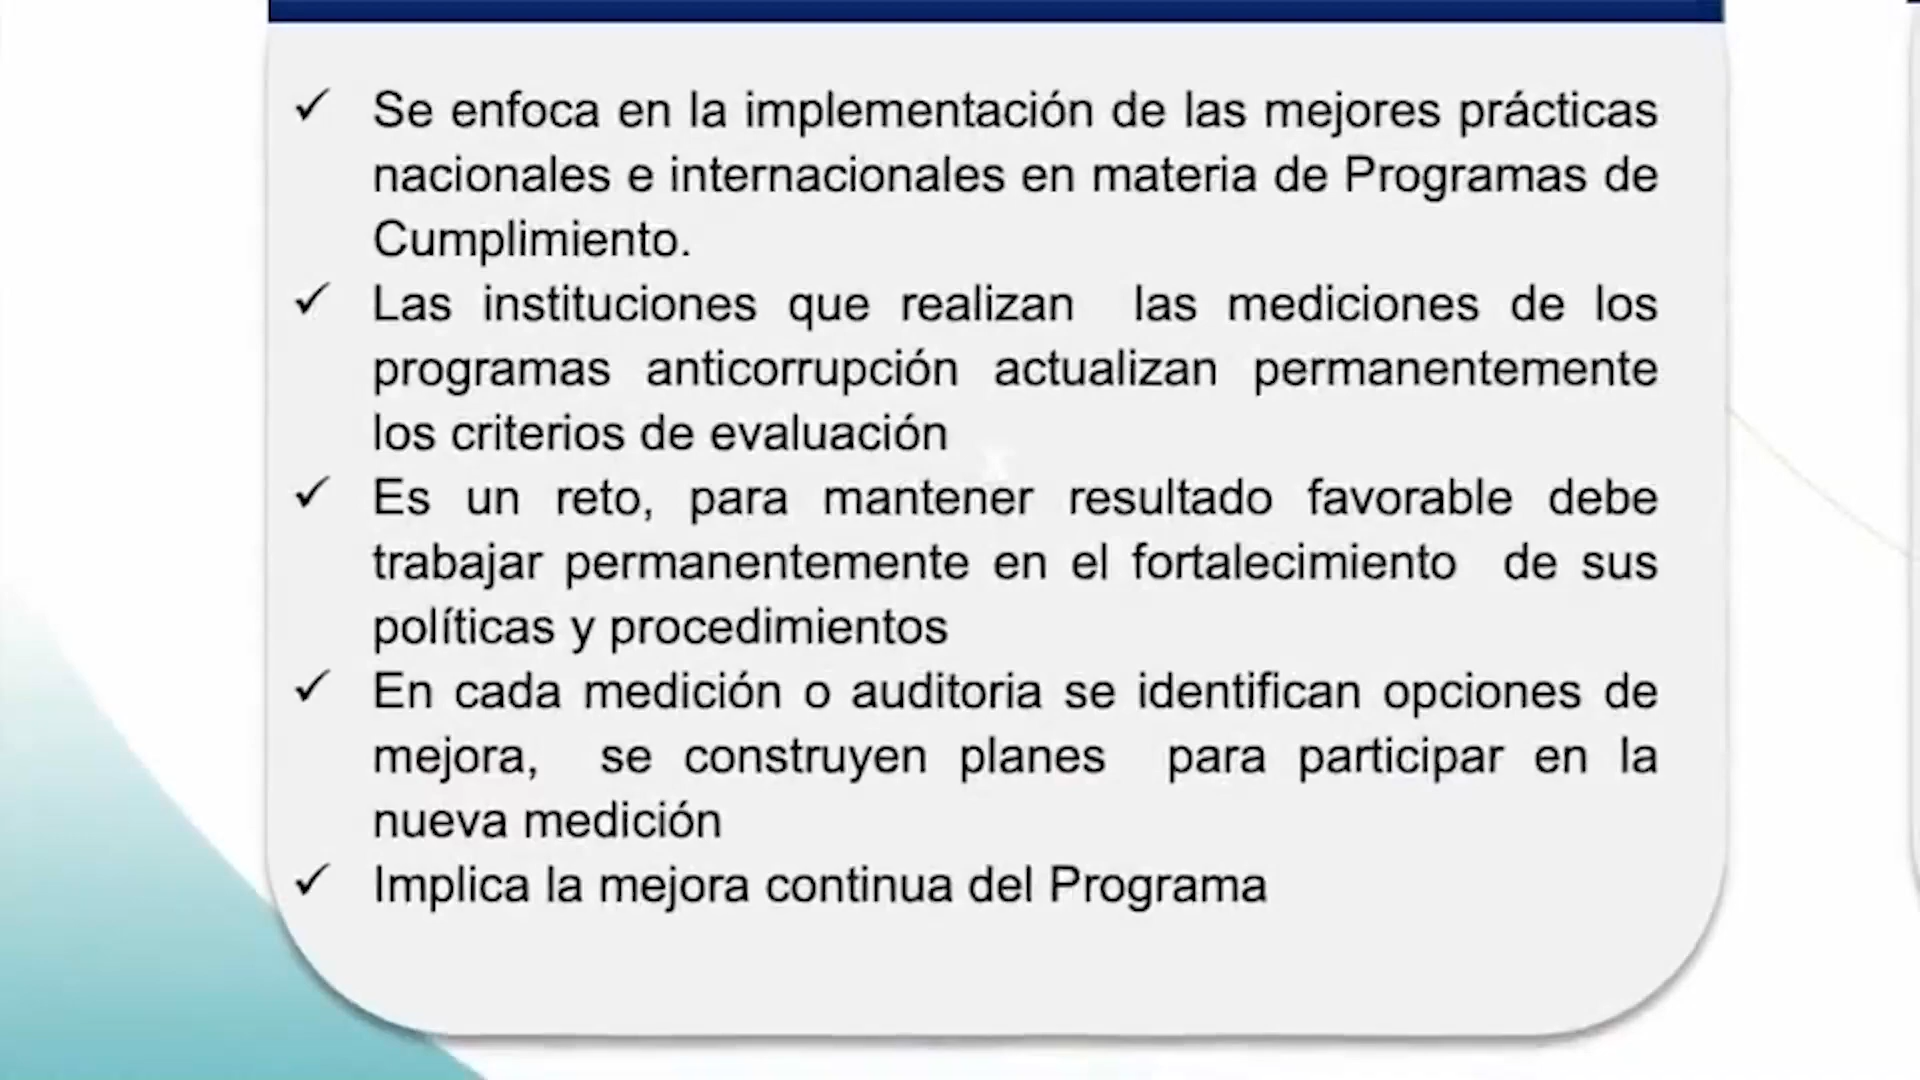 ✓ Se enfoca en la implementación de las mejores prácticas
nacionales e internacionales en materia de Programas de
Cumplimiento.
✓ Las instituciones que realizan las mediciones de los
programas anticorrupción actualizan permanentemente
los criterios de evaluación
✓ Es un reto, para mantener resultado favorable debe
trabajar permanentemente en el fortalecimiento de sus
políticas y procedimientos
✓ En cada medición o auditoria se identifican opciones de
mejora, se construyen planes para participar en la
nueva medición
✓ Implica la mejora continua del Programa